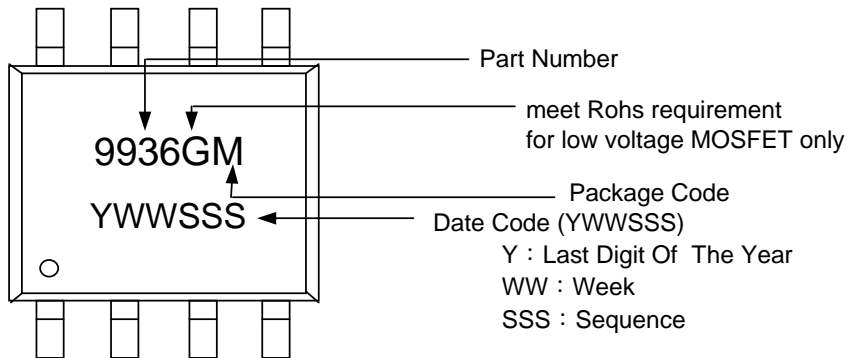 Part Number
meet Rohs requirement
for low voltage MOSFET only
9936GM
Package Code
YWWSSS
Date Code (YWWSSS)
Y：Last Digit Of The Year
WW：Week
SSS：Sequence